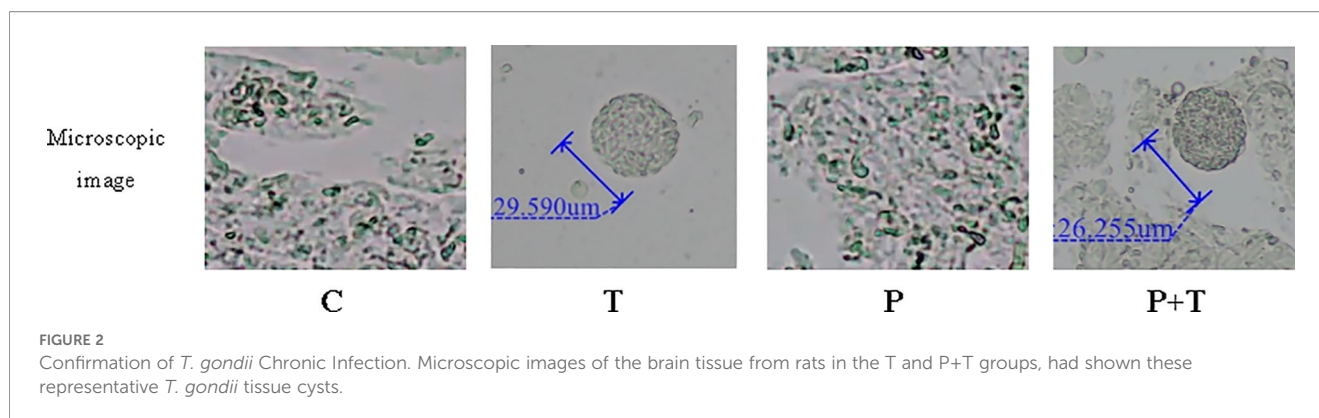 Microscopic
image
29.590um
26.255um
C
T
P
P+T
FIGURE 2
Confirmation of T. gondii Chronic Infection. Microscopic images of the brain tissue from rats in the T and P+T groups, had shown these
representative T. gondii tissue cysts.